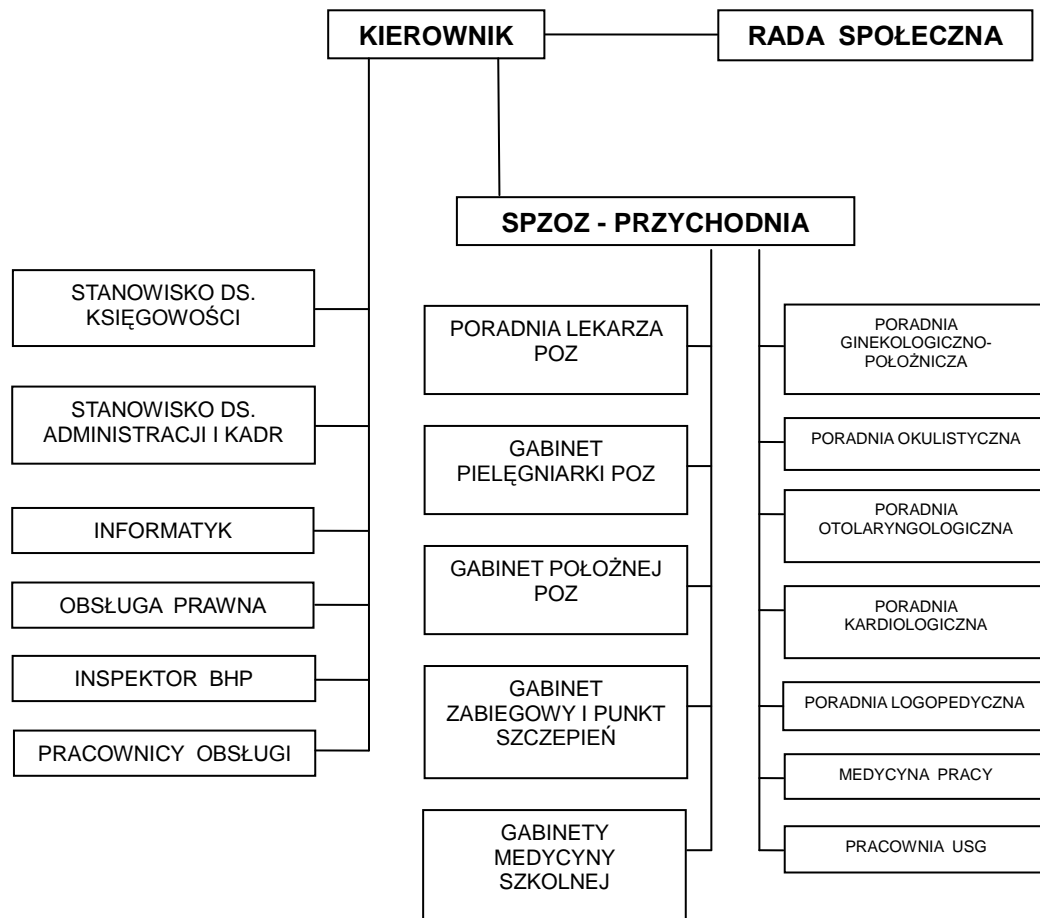 KIEROWNIK
RADA SPOŁECZNA
SPZOZ - PRZYCHODNIA
STANOWISKO DS.
KSIĘGOWOŚCI
STANOWISKO DS.
ADMINISTRACJI I KADR
INFORMATYK
OBSŁUGA PRAWNA
INSPEKTOR BHP
PRACOWNICY OBSŁUGI
PORADNIA LEKARZA
POZ
GABINET
PIELĘGNIARKI POZ
GABINET POŁOŻNEJ
POZ
GABINET
ZABIEGOWY I PUNKT
SZCZEPIEŃ
GABINETY
MEDYCYNY
SZKOLNEJ
PORADNIA
GINEKOLOGICZNO-
POŁOŻNICZA
PORADNIA OKULISTYCZNA
PORADNIA
OTOLARYNGOLOGICZNA
PORADNIA
KARDIOLOGICZNA
PORADNIA LOGOPEDYCZNA
MEDYCYNA PRACY
PRACOWNIA USG